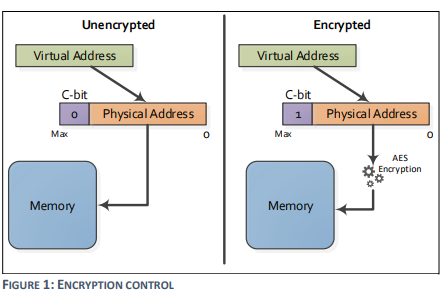 Unencrypted
Virtual Address
C-bit
0 Physical Address
Max 0
Memory
Encrypted
Virtual Address
C-bit
1 Physical Address
Max 0
AES
Encryption
Memory
FIGURE 1: ENCRYPTION CONTROL